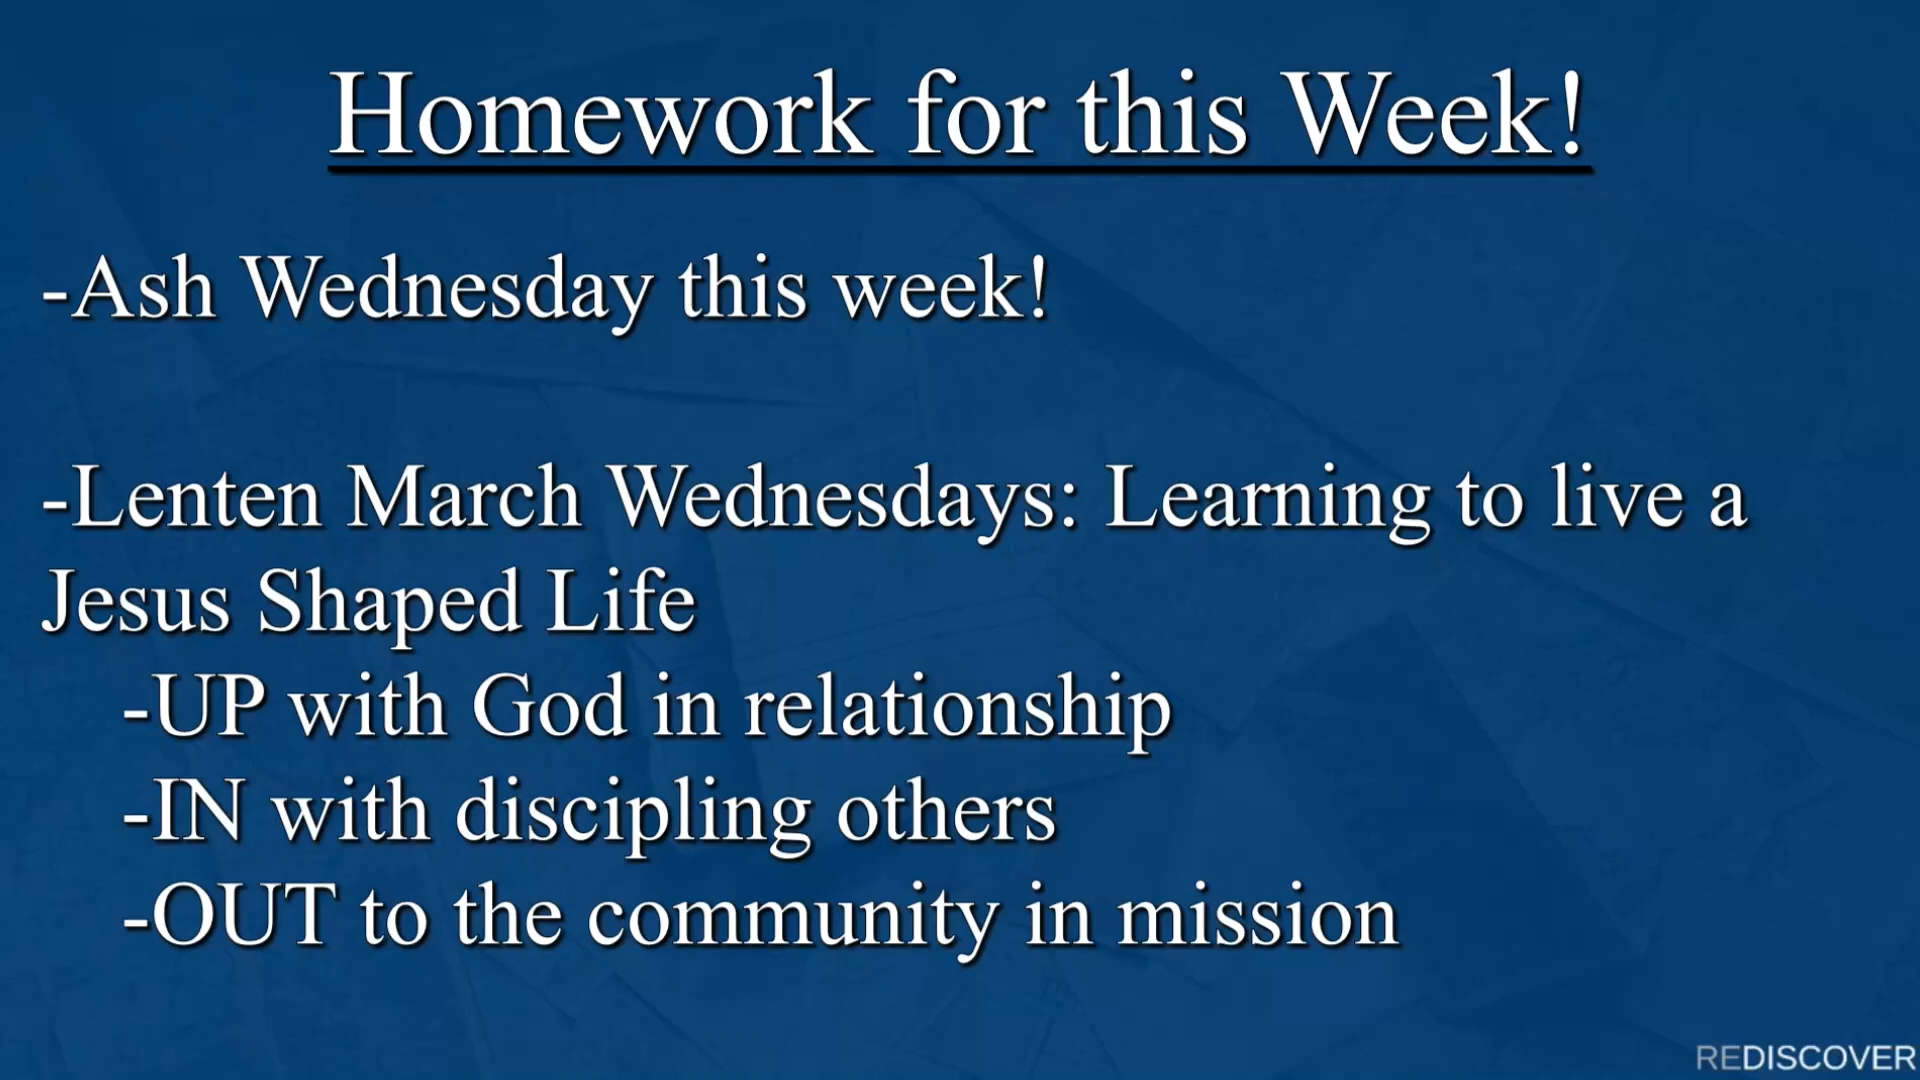 Homework for this Week!
-Ash Wednesday this week!
-Lenten March Wednesdays: Learning to live a
Jesus Shaped Life
-UP with God in relationship
-IN with discipling others
-OUT to the community in mission
REDISCOVER